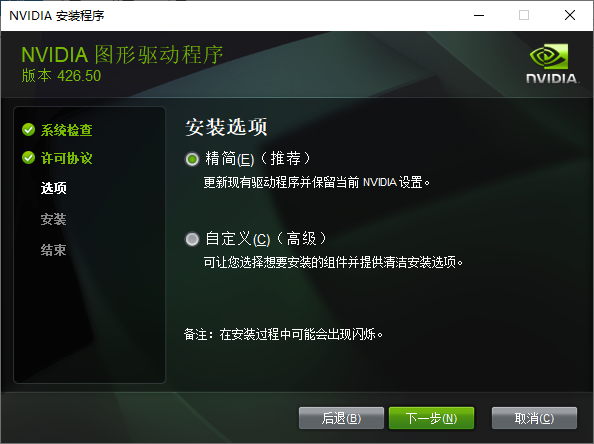 NVIDIA 安装程序
NVIDIA 图形驱动程序
版本 426.50
NVIDIA.
系统检查
许可协议
选项
安装
结束
安装选项
精简(E)（推荐）
更新现有驱动程序并保留当前 NVIDIA 设置。
自定义(C)（高级）
可让您选择想要安装的组件并提供清洁安装选项。
备注：在安装过程中可能会出现闪烁。
后退(B)
下一步(N)
取消(C)